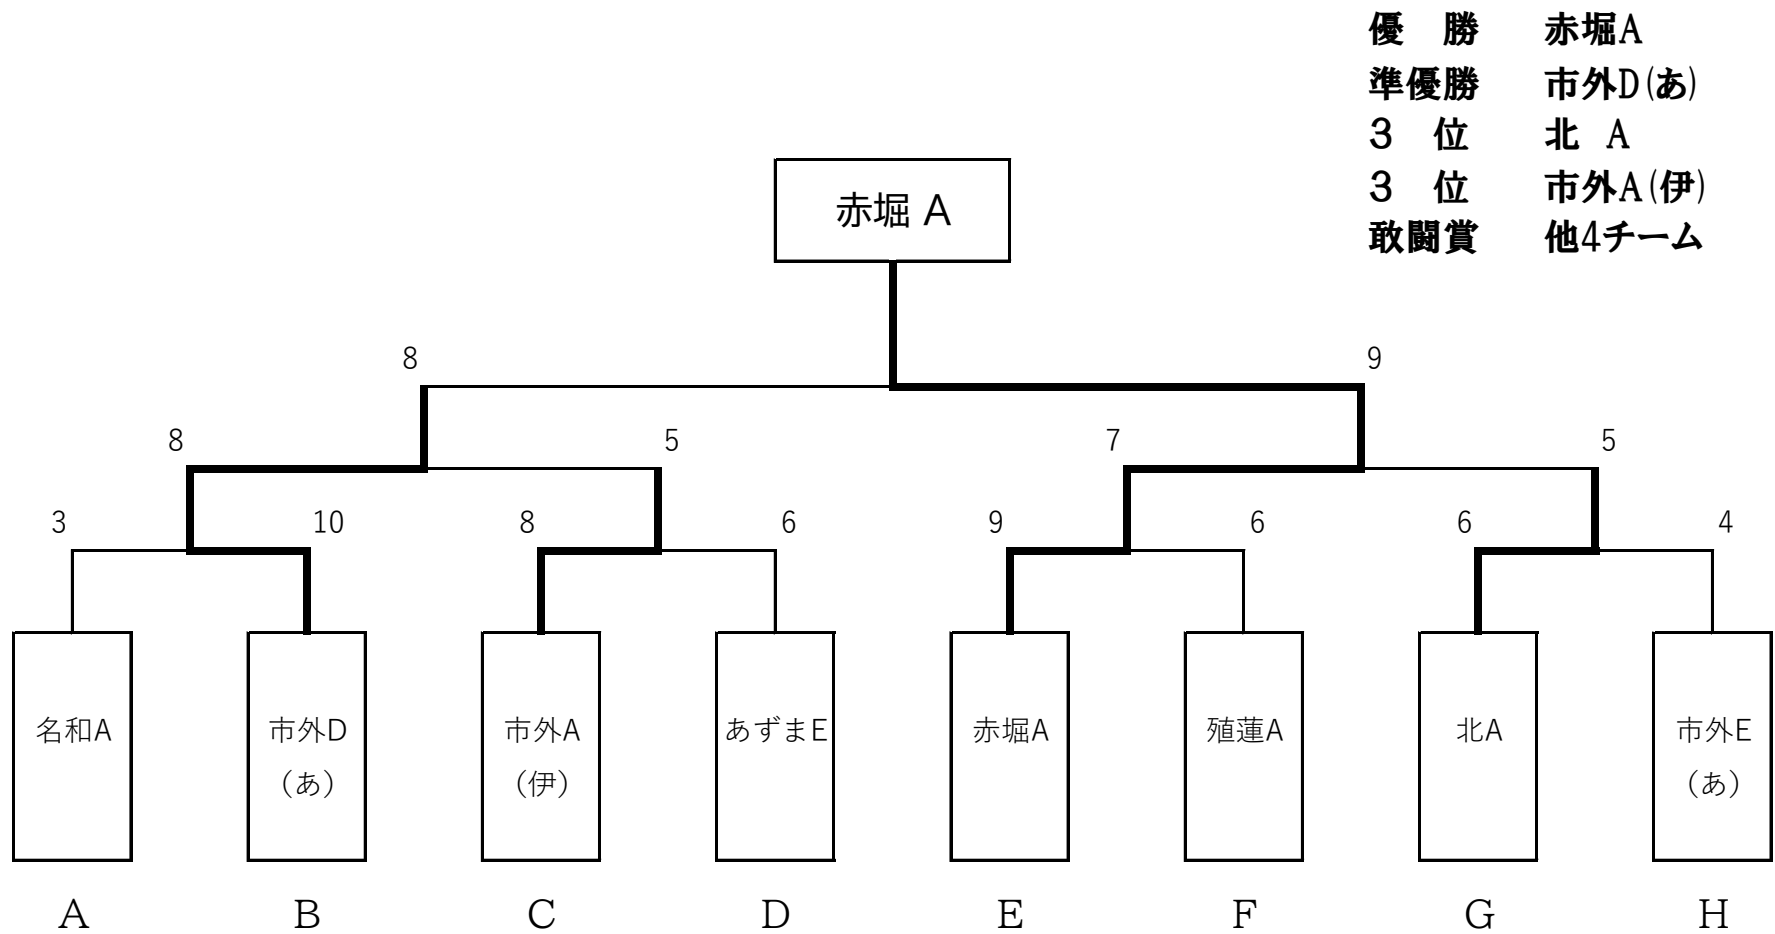 優　勝　赤堀A
準優勝　市外D(あ)
3　位　北 A
3　位　市外A(伊)
敢闘賞　他4チーム
赤堀 A
8 9
8 5 7 5
3 10 8 6 9 6 6 4
名和A 市外D あずまE 市外A 赤堀A 殖蓮A 北A 市外E
（あ） （伊） （あ）
A B C D E F G H